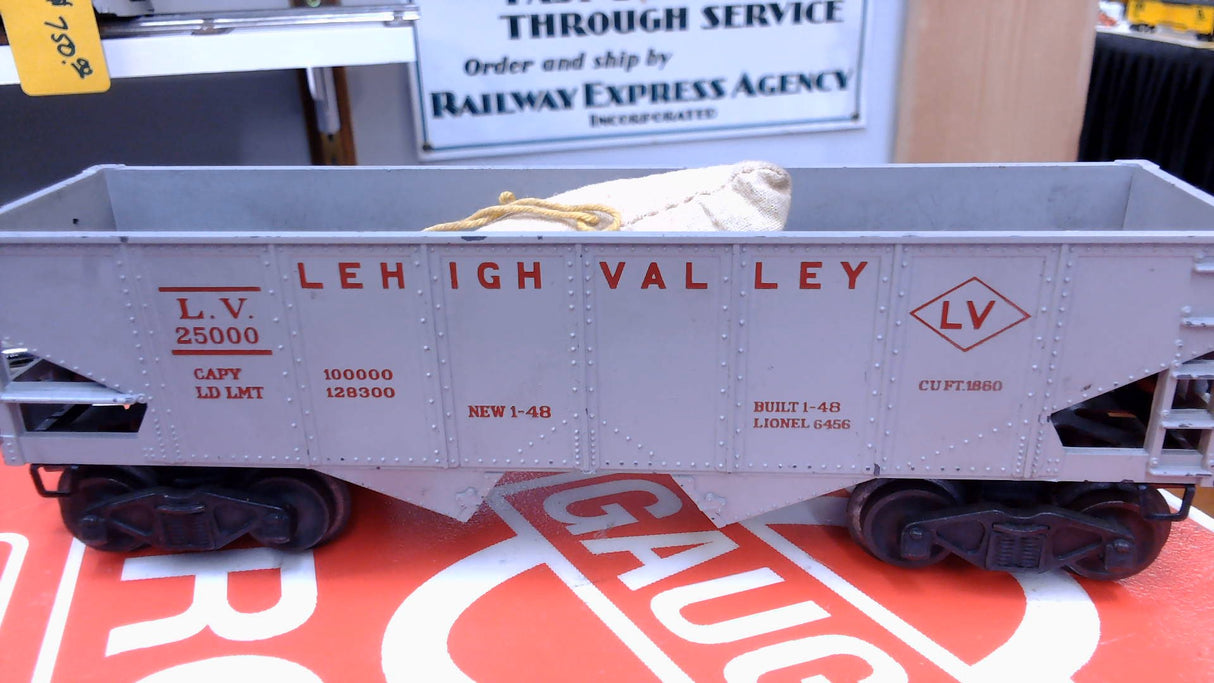 THROUGH SERVICE
Order and ship by
RAILWAY EXPRESS AGENCY
INCORPORATED
LEHIGH VALLEY
L.V.
25000
CAPY 100000
LD LMT 128300
NEW 1-48
BUILT 1-48
LIONEL 6456
LV
CU FT. 1860
GAUG
R